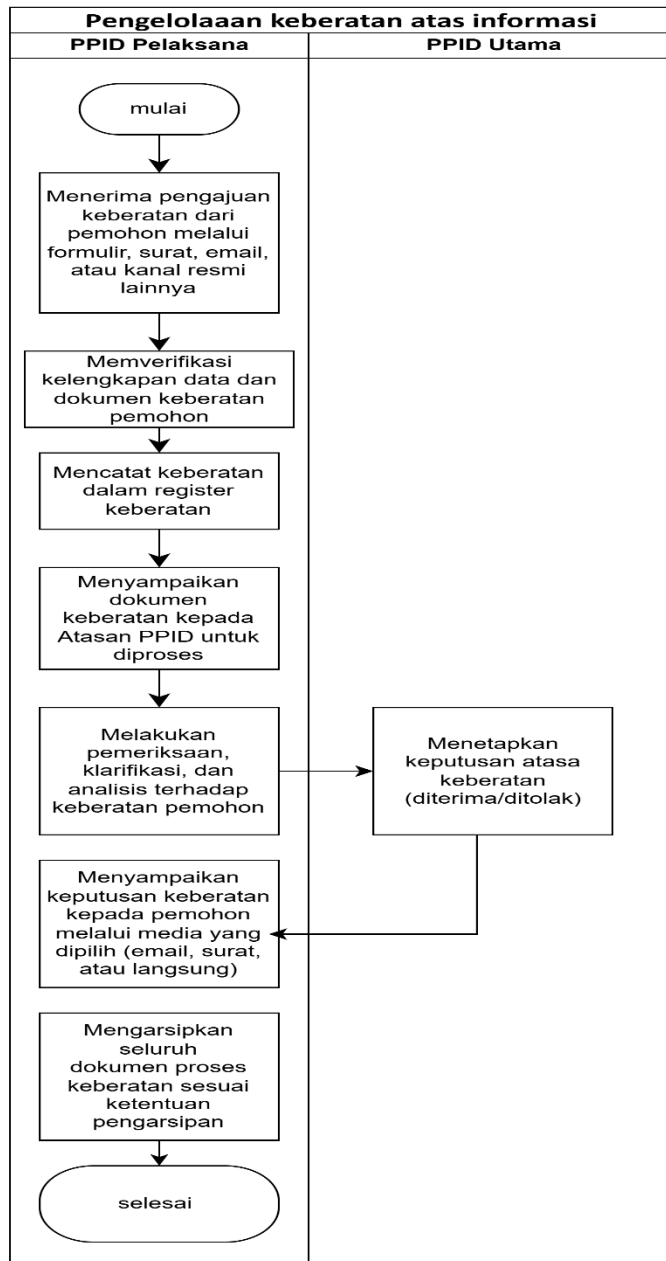 Pengelolaaan keberatan atas informasi
PPID Pelaksana
PPID Utama
mulai
Menerima pengajuan
keberatan dari
pemohon melalui
formulir, surat, email,
atau kanal resmi
lainnya
Memverifikasi
kelengkapan data dan
dokumen keberatan
pemohon
Mencatat keberatan
dalam register
keberatan
Menyampaikan
dokumen
keberatan kepada
Atasan PPID untuk
diproses
Melakukan
pemeriksaan,
klarifikasi, dan
analisis terhadap
keberatan pemohon
Menetapkan
keputusan atasa
keberatan
(diterima/ditolak)
Menyampaikan
keputusan keberatan
kepada pemohon
melalui media yang
dipilih (email, surat,
atau langsung)
Mengarsipkan
seluruh
dokumen proses
keberatan sesuai
ketentuan
pengarsipan
selesai